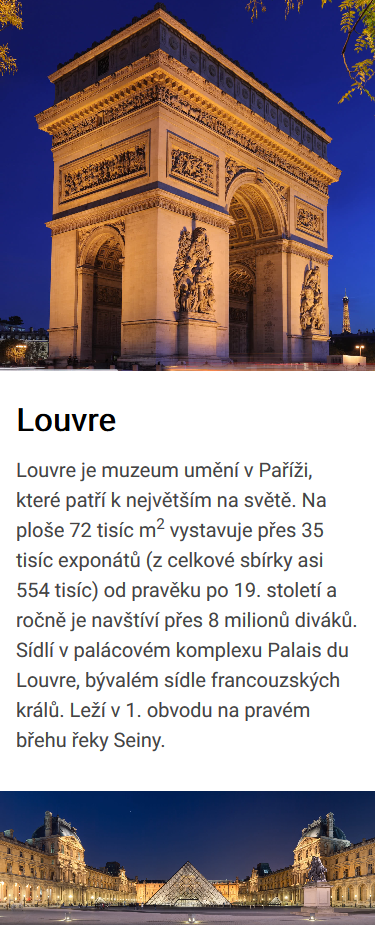 Louvre
Louvre je muzeum umění v Paříži,
které patří k největším na světě. Na
ploše 72 tisíc m² vystavuje přes 35
tisíc exponátů (z celkové sbírky asi
554 tisíc) od pravěku po 19. století a
ročně je navštíví přes 8 milionů diváků.
Sídlí v palácovém komplexu Palais du
Louvre, bývalém sídle francouzských
králů. Leží v 1. obvodu na pravém
břehu řeky Seiny.